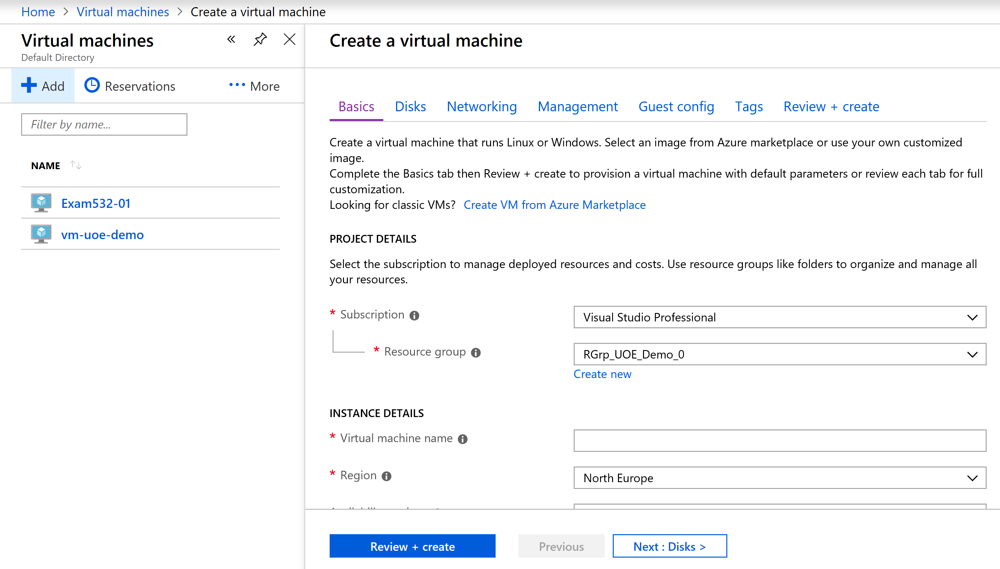 Home > Virtual machines > Create a virtual machine
Virtual machines
Default Directory
Add
Reservations
More
Filter by name...
NAME
Exam532-01
vm-uoe-demo
Create a virtual machine
Basics Disks Networking Management Guest config Tags Review + create
Create a virtual machine that runs Linux or Windows. Select an image from Azure marketplace or use your own customized
image.
Complete the Basics tab then Review + create to provision a virtual machine with default parameters or review each tab for full
customization.
Looking for classic VMs? Create VM from Azure Marketplace
PROJECT DETAILS
Select the subscription to manage deployed resources and costs. Use resource groups like folders to organize and manage all
your resources.
* Subscription
Visual Studio Professional
* Resource group
RGrp_UOE_Demo_0
Create new
INSTANCE DETAILS
* Virtual machine name
* Region
North Europe
Review + create
Previous
Next : Disks >